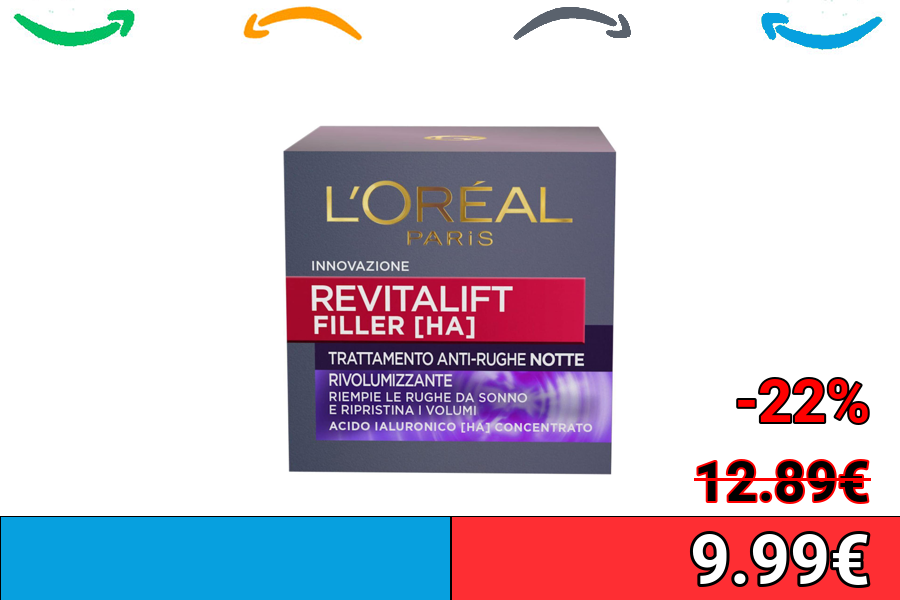 L'ORÉAL
PARiS
INNOVAZIONE
REVITALIFT
FILLER [HA]
TRATTAMENTO ANTI-RUGHE NOTTE
RIVOLUMIZZANTE
RIEMPIE LE RUGHE DA SONNO
E RIPRISTINA I VOLUMI
ACIDO IALURONICO [HA] CONCENTRATO
-22%
12.89€
9.99€